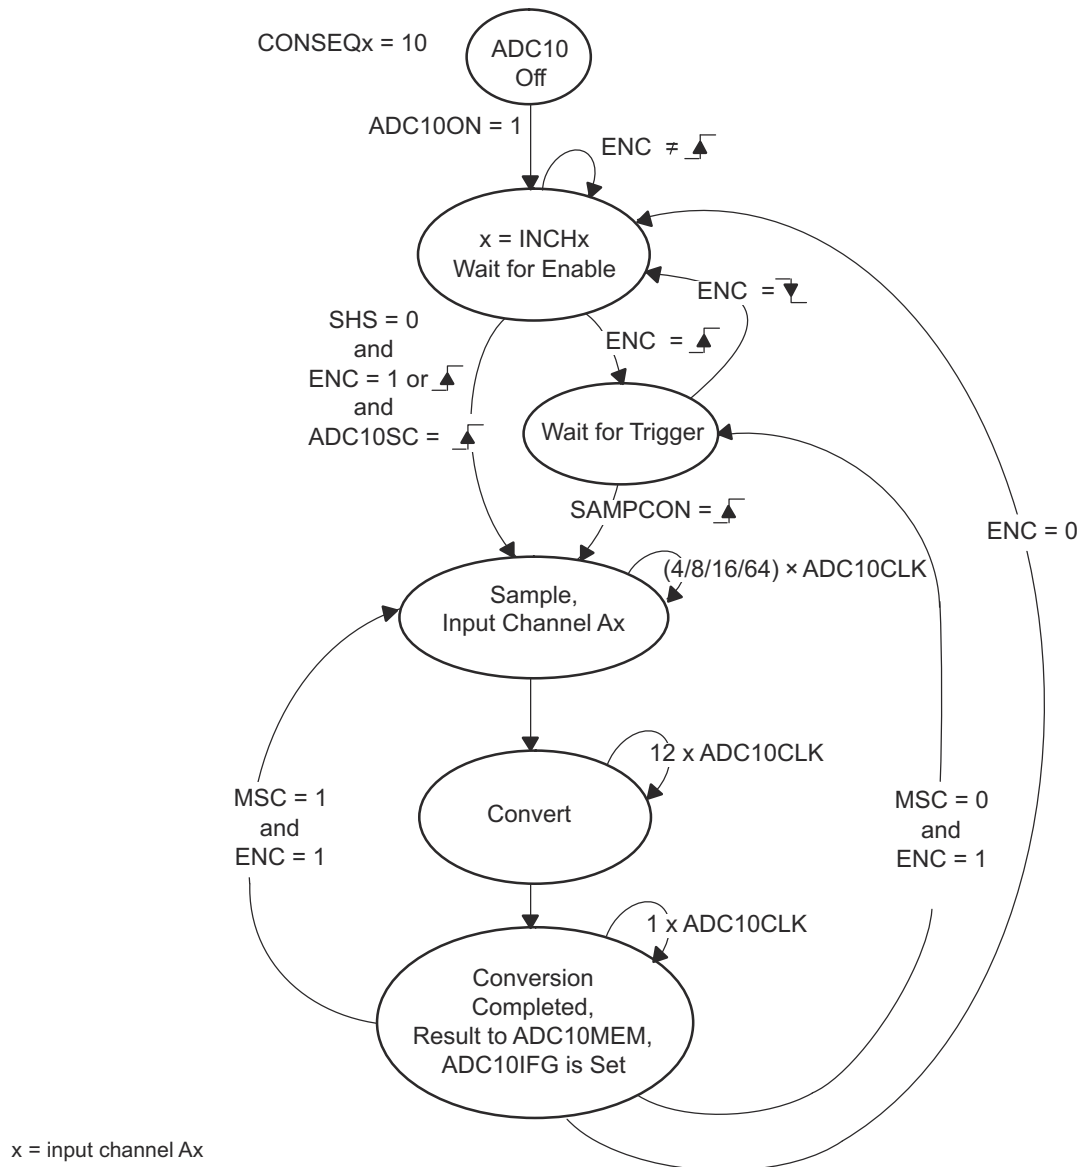 CONSEQx = 10
ADC10
Off
ADC10ON = 1
ENC ≠
x = INCHx
Wait for Enable
ENC =
SHS = 0
and
ENC = 1 or
and
ADC10SC =
ENC =
Wait for Trigger
SAMPCON =
ENC = 0
(4/8/16/64) × ADC10CLK
Sample,
Input Channel Ax
12 x ADC10CLK
Convert
MSC = 1
and
ENC = 1
MSC = 0
and
ENC = 1
1 x ADC10CLK
Conversion
Completed,
Result to ADC10MEM,
ADC10IFG is Set
x = input channel Ax